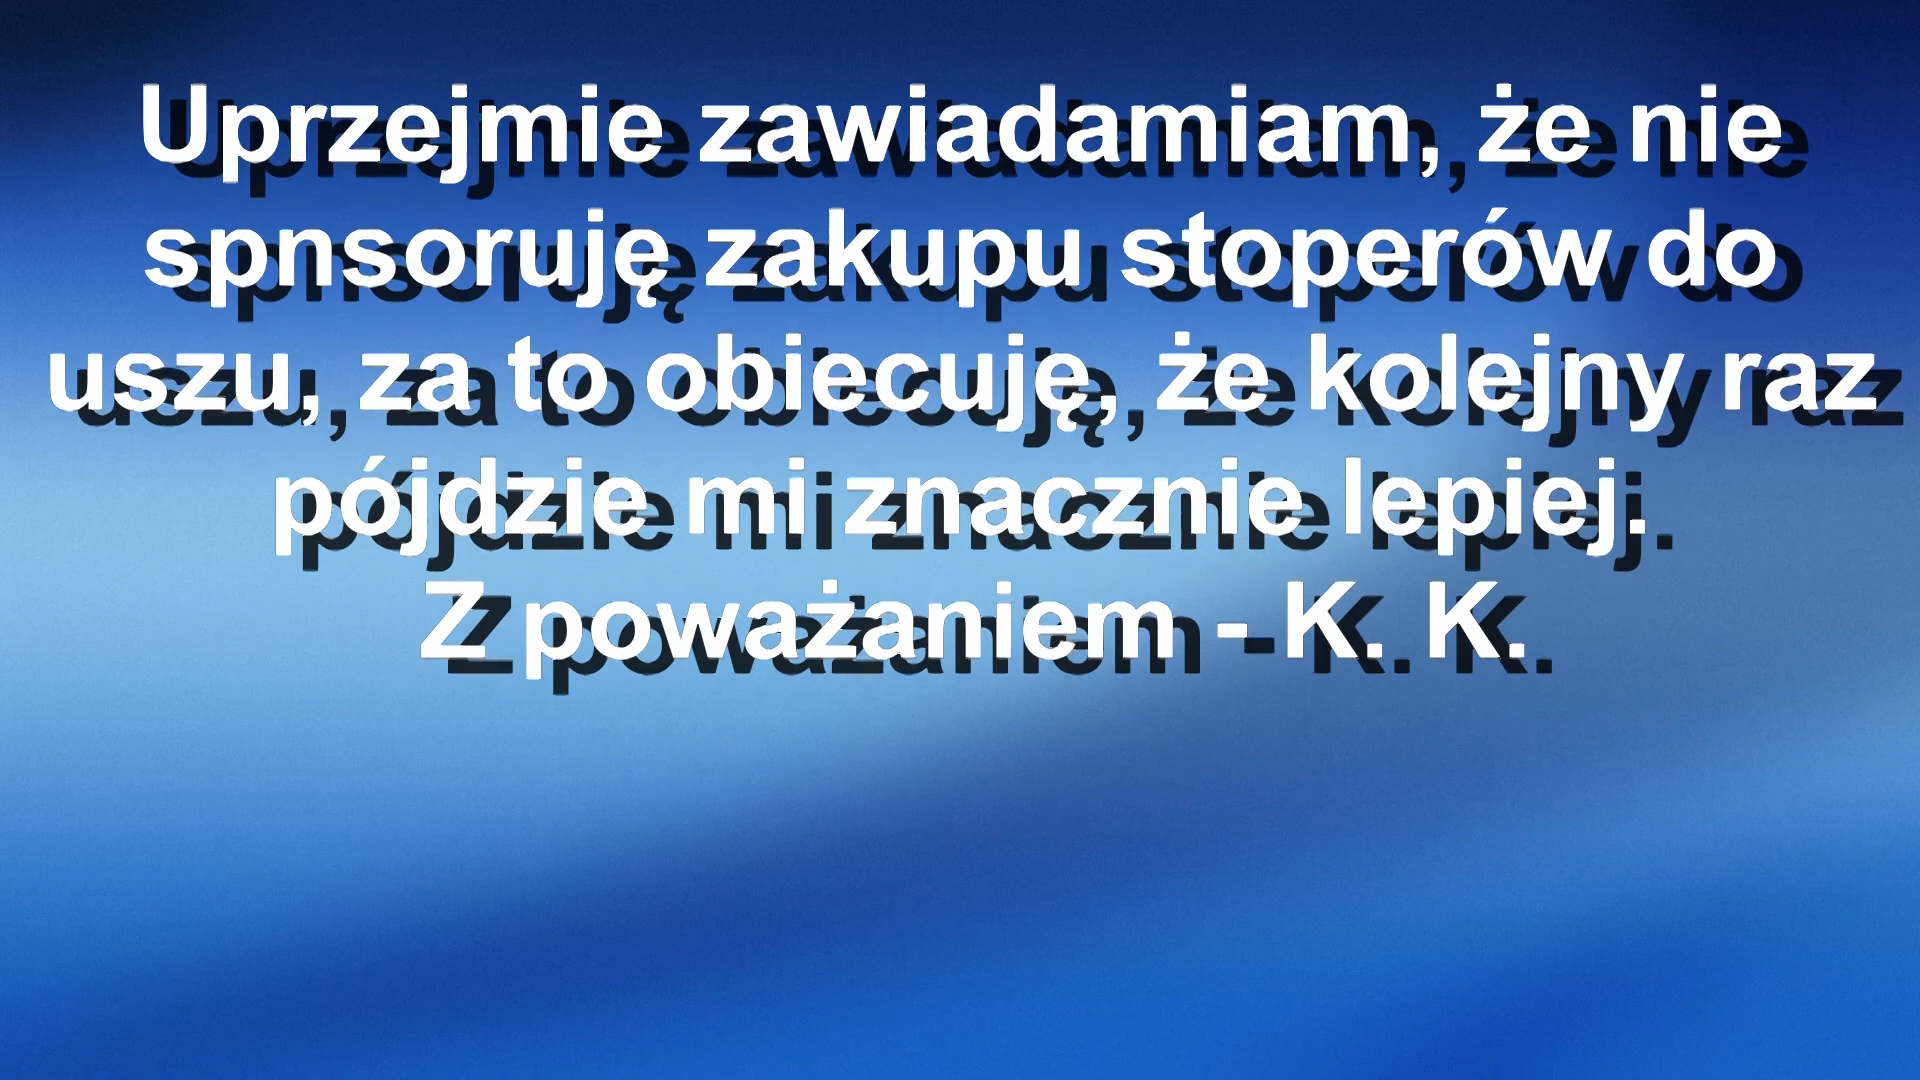 Uprzejmie zawiadamiam, że nie
spnsoruję zakupu stoperów do
uszu, za to obiecuję, że kolejny raz
pójdzie mi znacznie lepiej.
Z poważaniem - K. K.